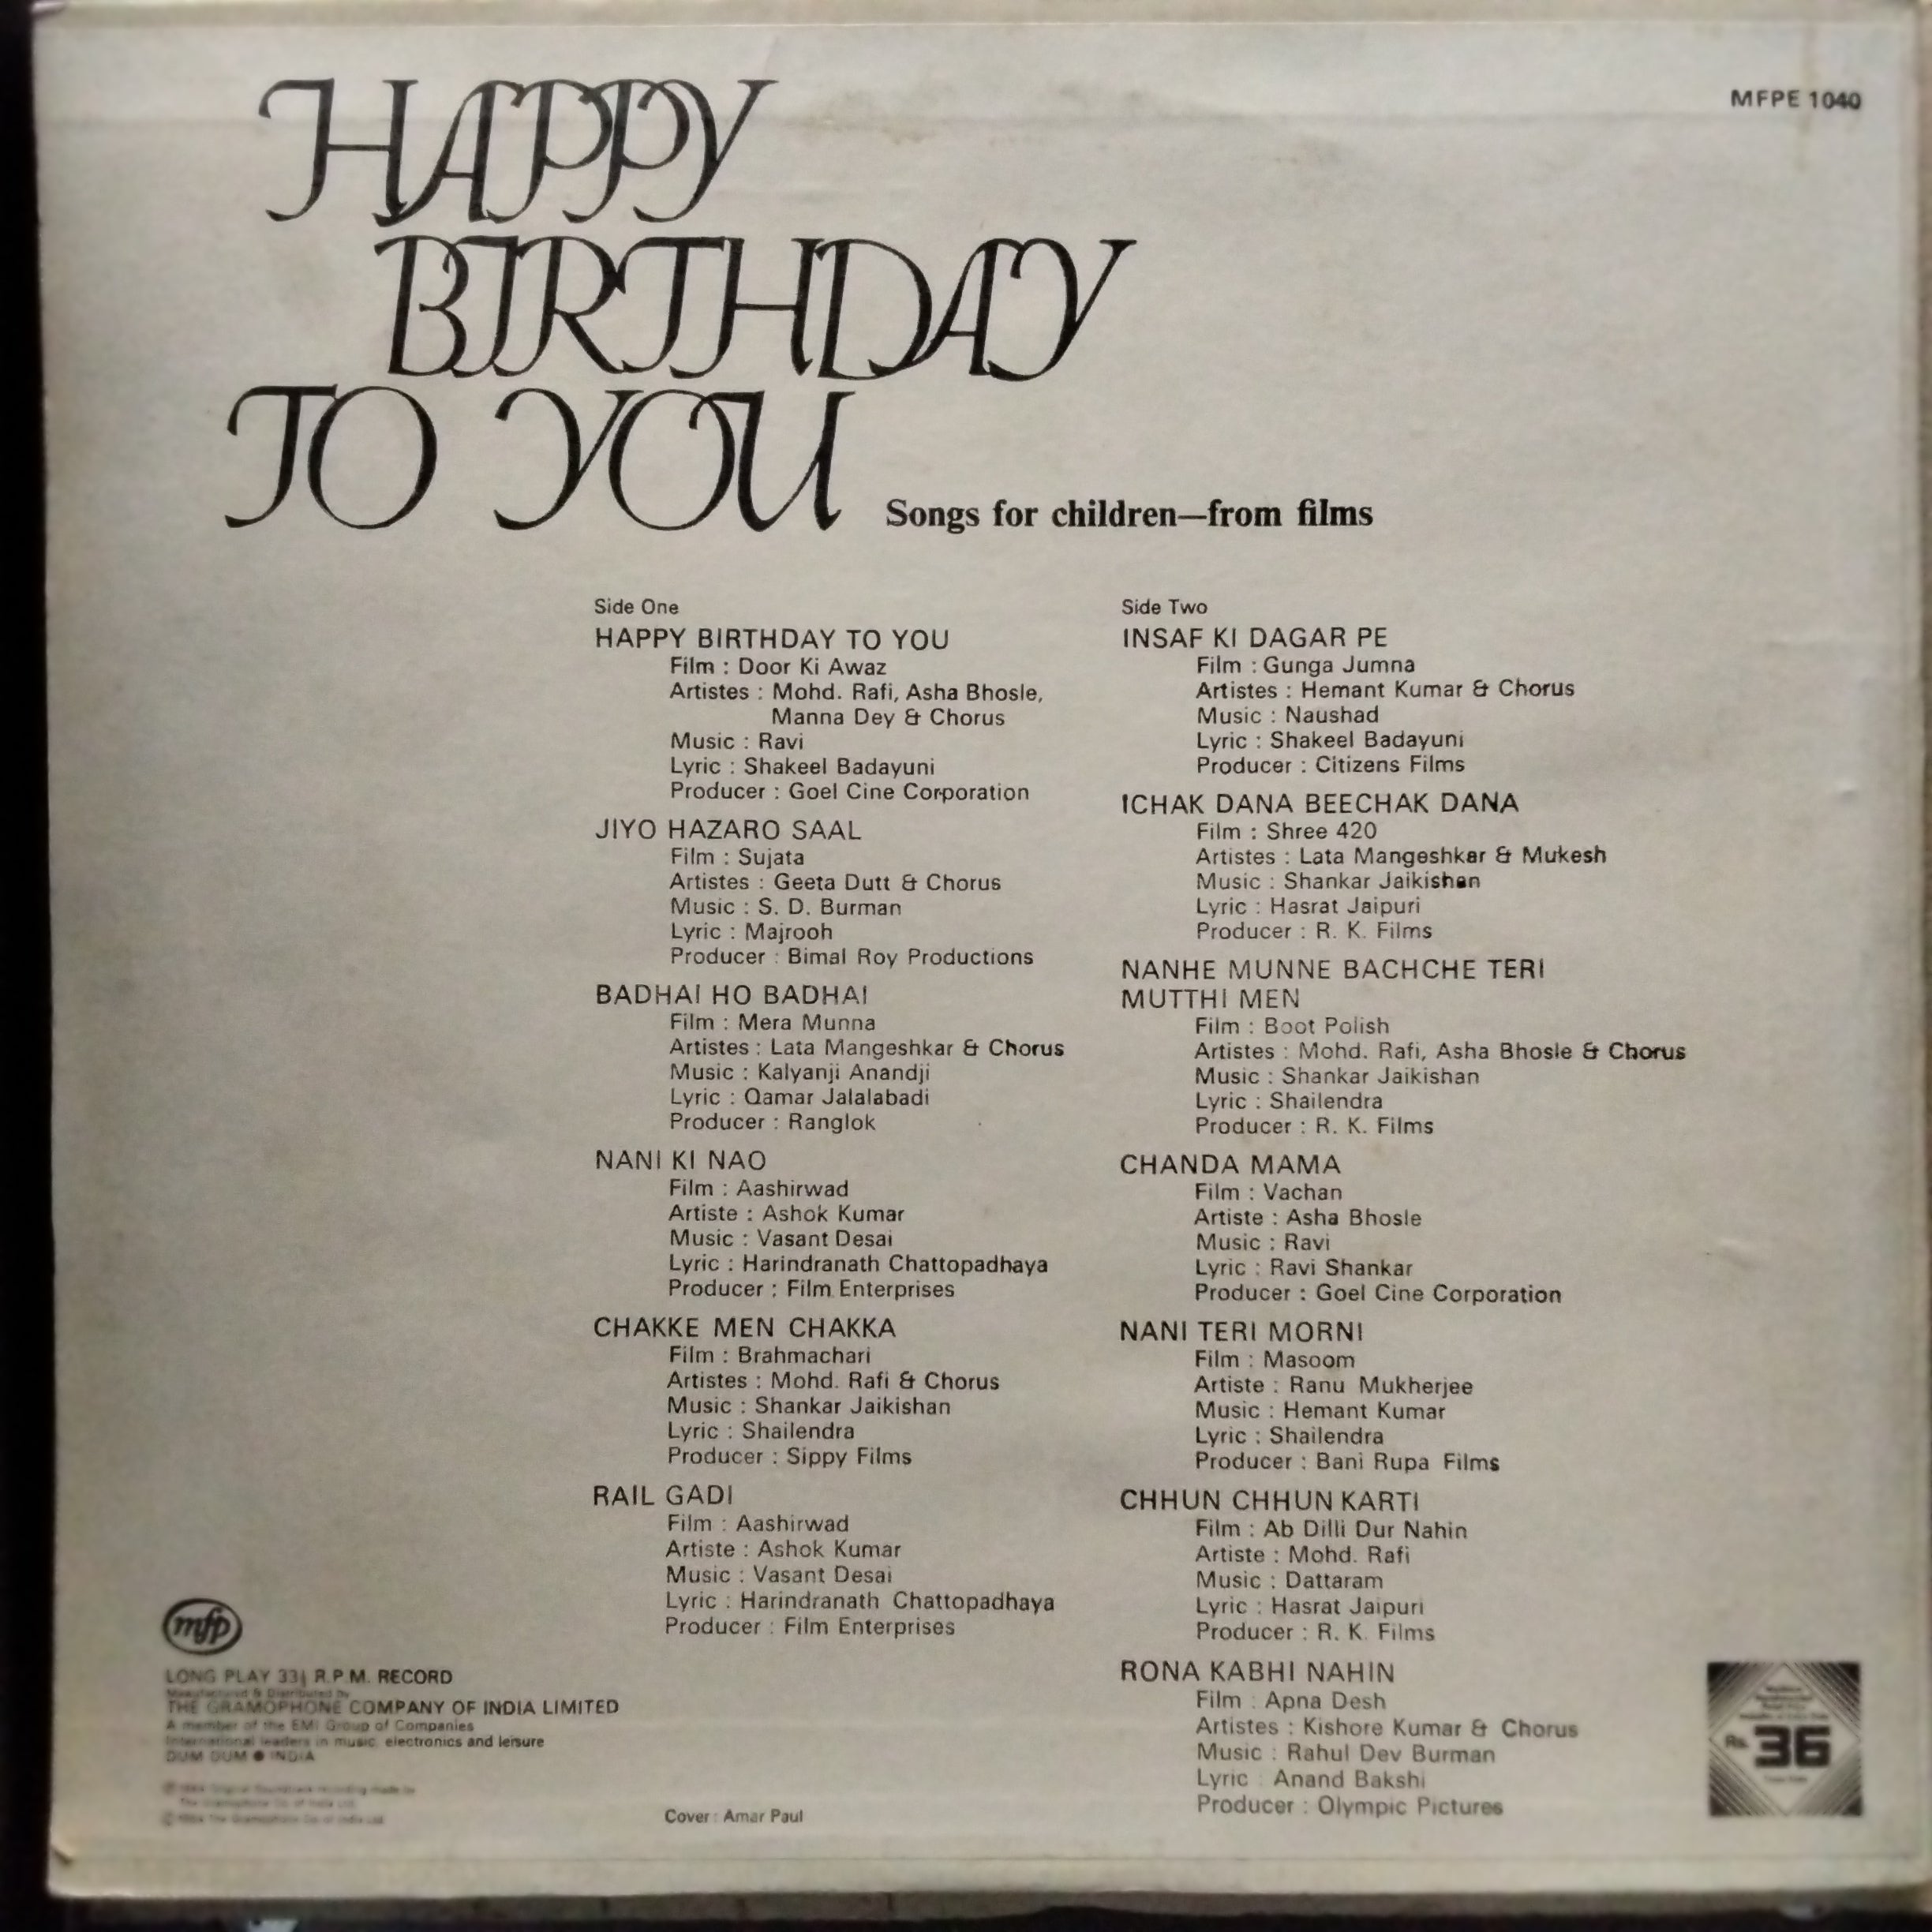 MFPE 1040
HAPPY
BIRTHDAY
TO YOU
Songs for children—from films
Side One
HAPPY BIRTHDAY TO YOU
Film : Door Ki Awaz
Artistes : Mohd. Rafi, Asha Bhosle,
Manna Dey & Chorus
Music : Ravi
Lyric : Shakeel Badayuni
Producer : Goel Cine Corporation
JIYO HAZARO SAAL
Film : Sujata
Artistes : Geeta Dutt & Chorus
Music : S. D. Burman
Lyric : Majrooh
Producer : Bimal Roy Productions
BADHAI HO BADHAI
Film : Mera Munna
Artistes : Lata Mangeshkar & Chorus
Music : Kalyanji Anandji
Lyric : Qamar Jalalabadi
Producer : Ranglok
NANI KI NAO
Film : Aashirwad
Artiste : Ashok Kumar
Music : Vasant Desai
Lyric : Harindranath Chattopadhaya
Producer : Film Enterprises
CHAKKE MEN CHAKKA
Film : Brahmachari
Artistes : Mohd. Rafi & Chorus
Music : Shankar Jaikishan
Lyric : Shailendra
Producer : Sippy Films
RAIL GADI
Film : Aashirwad
Artiste : Ashok Kumar
Music : Vasant Desai
Lyric : Harindranath Chattopadhaya
Producer : Film Enterprises
Side Two
INSAF KI DAGAR PE
Film : Gunga Jumna
Artistes : Hemant Kumar & Chorus
Music : Naushad
Lyric : Shakeel Badayuni
Producer : Citizens Films
ICHAK DANA BEECHAK DANA
Film : Shree 420
Artistes : Lata Mangeshkar & Mukesh
Music : Shankar Jaikishan
Lyric : Hasrat Jaipuri
Producer : R. K. Films
NANHE MUNNE BACHCHE TERI
MUTTHI MEN
Film : Boot Polish
Artistes : Mohd. Rafi, Asha Bhosle & Chorus
Music : Shankar Jaikishan
Lyric : Shailendra
Producer : R. K. Films
CHANDA MAMA
Film : Vachan
Artiste : Asha Bhosle
Music : Ravi
Lyric : Ravi Shankar
Producer : Goel Cine Corporation
NANI TERI MORNI
Film : Masoom
Artiste : Ranu Mukherjee
Music : Hemant Kumar
Lyric : Shailendra
Producer : Bani Rupa Films
CHHUN CHHUN KARTI
Film : Ab Dilli Dur Nahin
Artiste : Mohd. Rafi
Music : Dattaram
Lyric : Hasrat Jaipuri
Producer : R. K. Films
RONA KABHI NAHIN
Film : Apna Desh
Artistes : Kishore Kumar & Chorus
Music : Rahul Dev Burman
Lyric : Anand Bakshi
Producer : Olympic Pictures
mfp
LONG PLAY 33⅓ R.P.M. RECORD
Manufactured & Distributed by
THE GRAMOPHONE COMPANY OF INDIA LIMITED
A member of the EMI Group of Companies
International leaders in music, electronics and leisure
DUM DUM ● INDIA
Cover : Amar Paul
Rs. 36